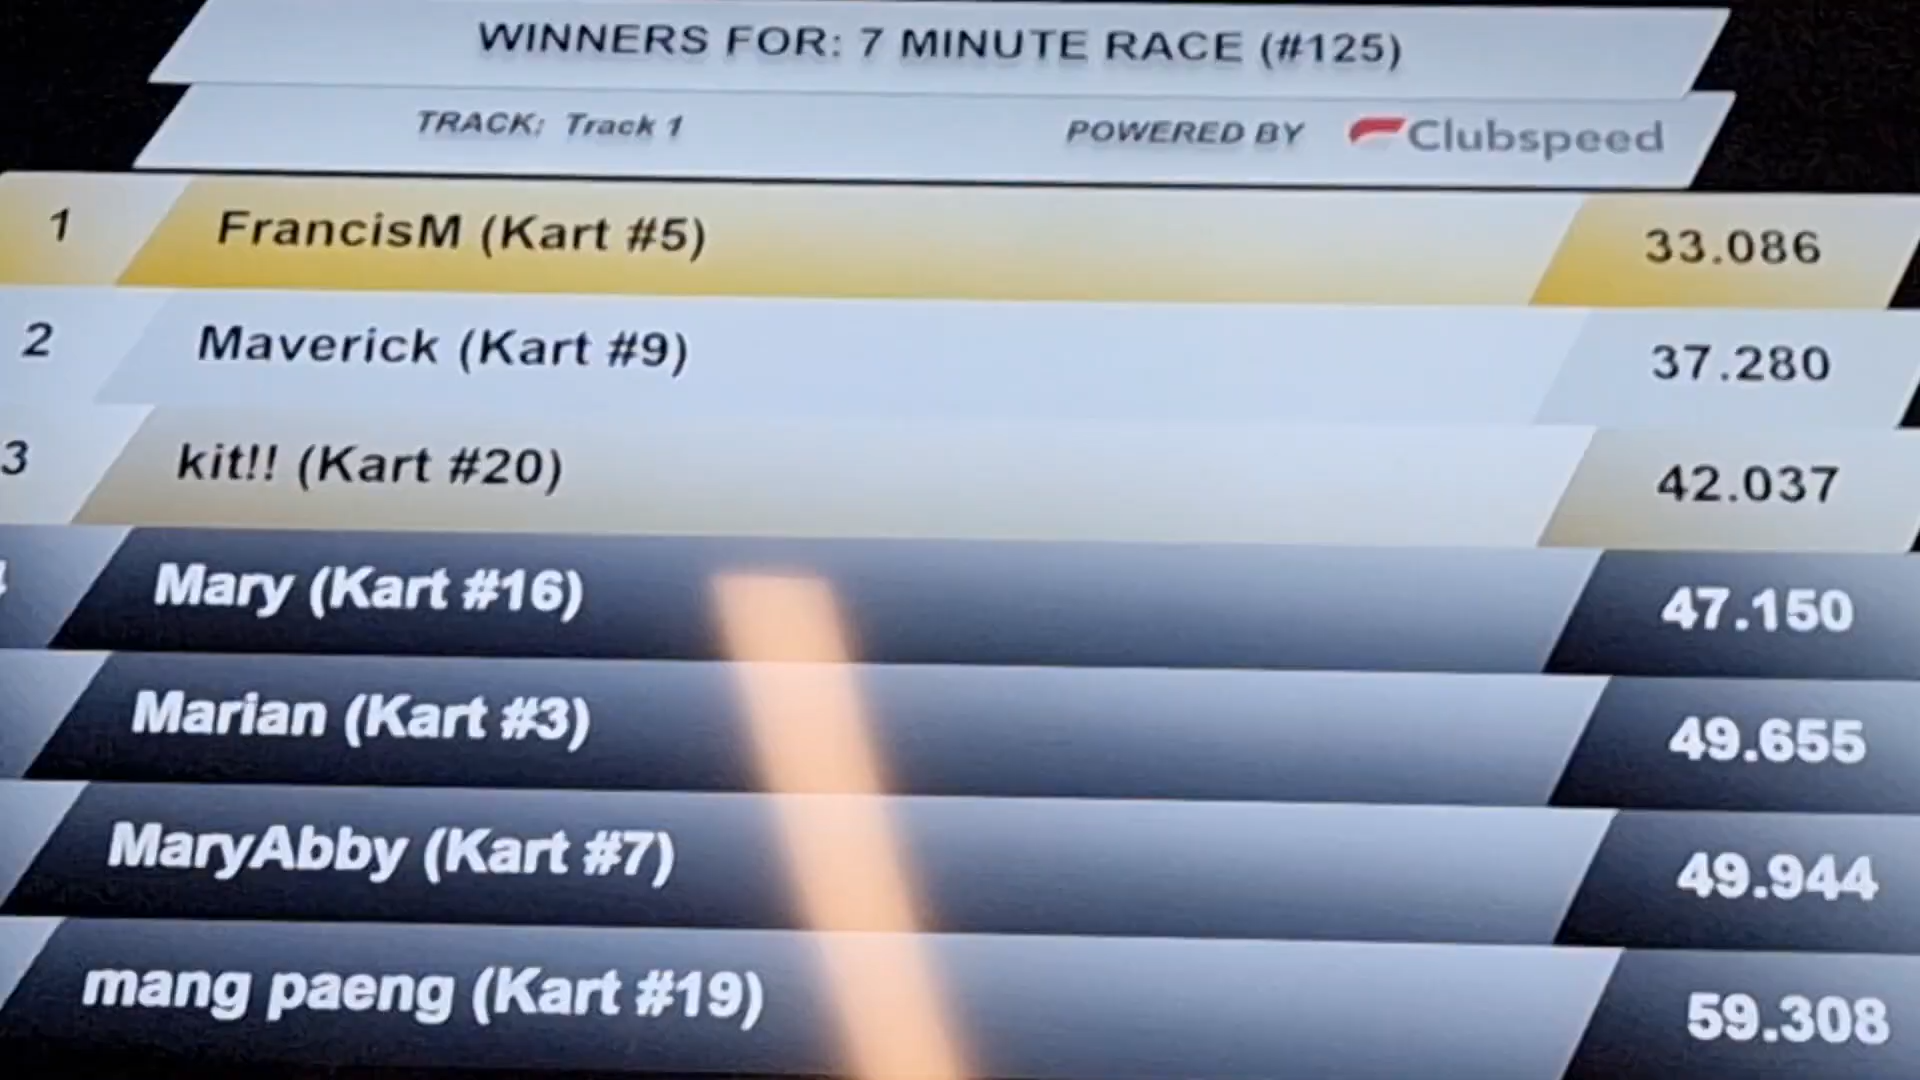 WINNERS FOR: 7 MINUTE RACE (#125)
TRACK: Track 1 POWERED BY Clubspeed
1 FrancisM (Kart #5) 33.086
2 Maverick (Kart #9) 37.280
3 kit!! (Kart #20) 42.037
Mary (Kart #16) 47.150
Marian (Kart #3) 49.655
MaryAbby (Kart #7) 49.944
mang paeng (Kart #19) 59.308